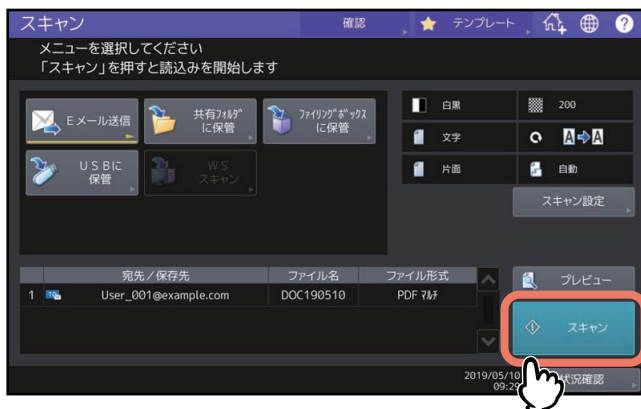 スキャン
確認
テンプレート
?
メニューを選択してください
「スキャン」を押すと読込みを開始します
Eメール送信
共有ﾌｫﾙﾀﾞ
に保管
ﾌｧｲﾘﾝｸﾞﾎﾞｯｸｽ
に保管
白黒
200
文字
A A
USBに
保管
WS
スキャン
片面
自動
スキャン設定
宛先／保存先
ファイル名
ファイル形式
プレビュー
1
User_001@example.com
DOC190510
PDF ﾏﾙﾁ
スキャン
2019/05/10
09:29
状況確認